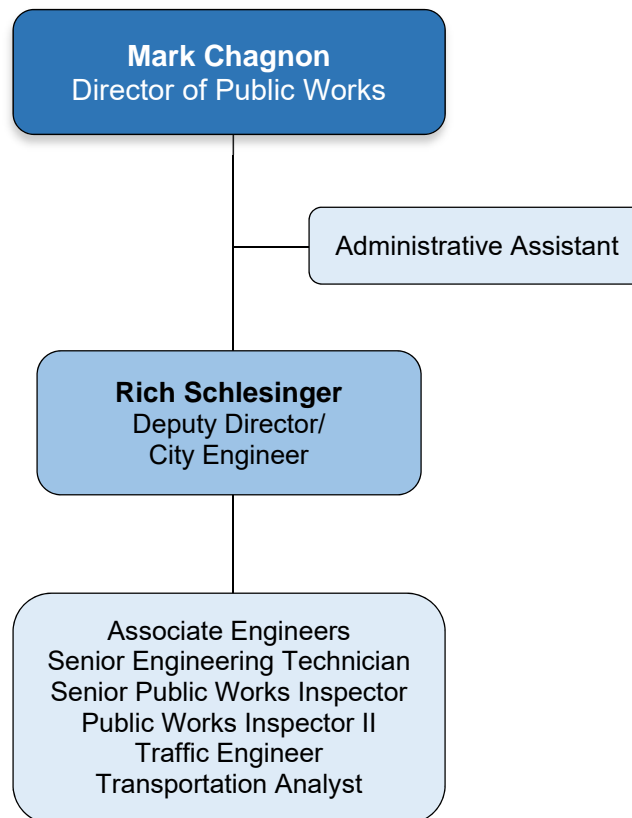 Mark Chagnon
Director of Public Works
Administrative Assistant
Rich Schlesinger
Deputy Director/
City Engineer
Associate Engineers
Senior Engineering Technician
Senior Public Works Inspector
Public Works Inspector II
Traffic Engineer
Transportation Analyst